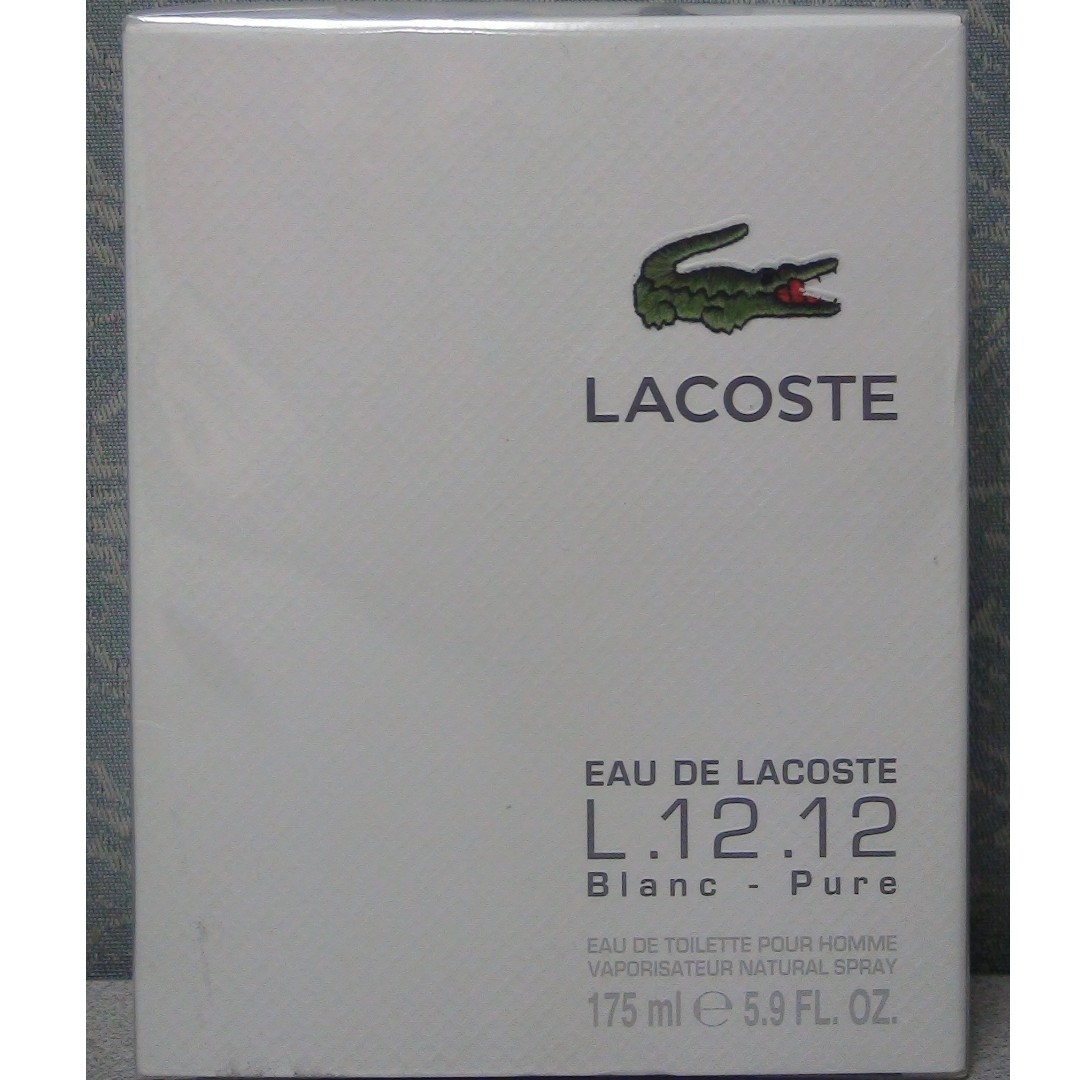 LACOSTE
EAU DE LACOSTE
L.12.12
Blanc - Pure
EAU DE TOILETTE POUR HOMME
VAPORISATEUR NATURAL SPRAY
175 ml ℮ 5.9 FL. OZ.